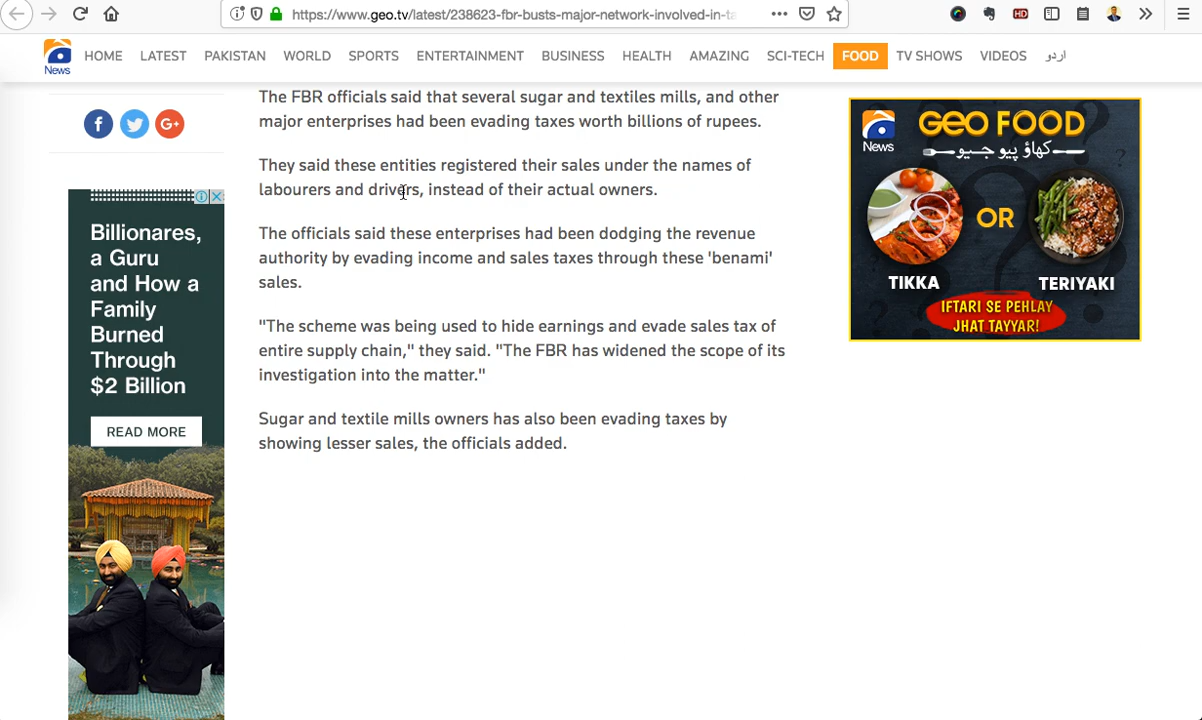 https://www.geo.tv/latest/238623-fbr-busts-major-network-involved-in-ta
HD
News
HOME LATEST PAKISTAN WORLD SPORTS ENTERTAINMENT BUSINESS HEALTH AMAZING SCI-TECH FOOD TV SHOWS VIDEOS اردو
The FBR officials said that several sugar and textiles mills, and other
major enterprises had been evading taxes worth billions of rupees.
They said these entities registered their sales under the names of
labourers and drivers, instead of their actual owners.
The officials said these enterprises had been dodging the revenue
authority by evading income and sales taxes through these 'benami'
sales.
"The scheme was being used to hide earnings and evade sales tax of
entire supply chain," they said. "The FBR has widened the scope of its
investigation into the matter."
Sugar and textile mills owners has also been evading taxes by
showing lesser sales, the officials added.
f
G+
Billionaires,
a Guru
and How a
Family
Burned
Through
$2 Billion
READ MORE
News
GEO FOOD
کھاؤ پیو جیو
OR
TIKKA
TERIYAKI
IFTARI SE PEHLAY
JHAT TAYYAR!